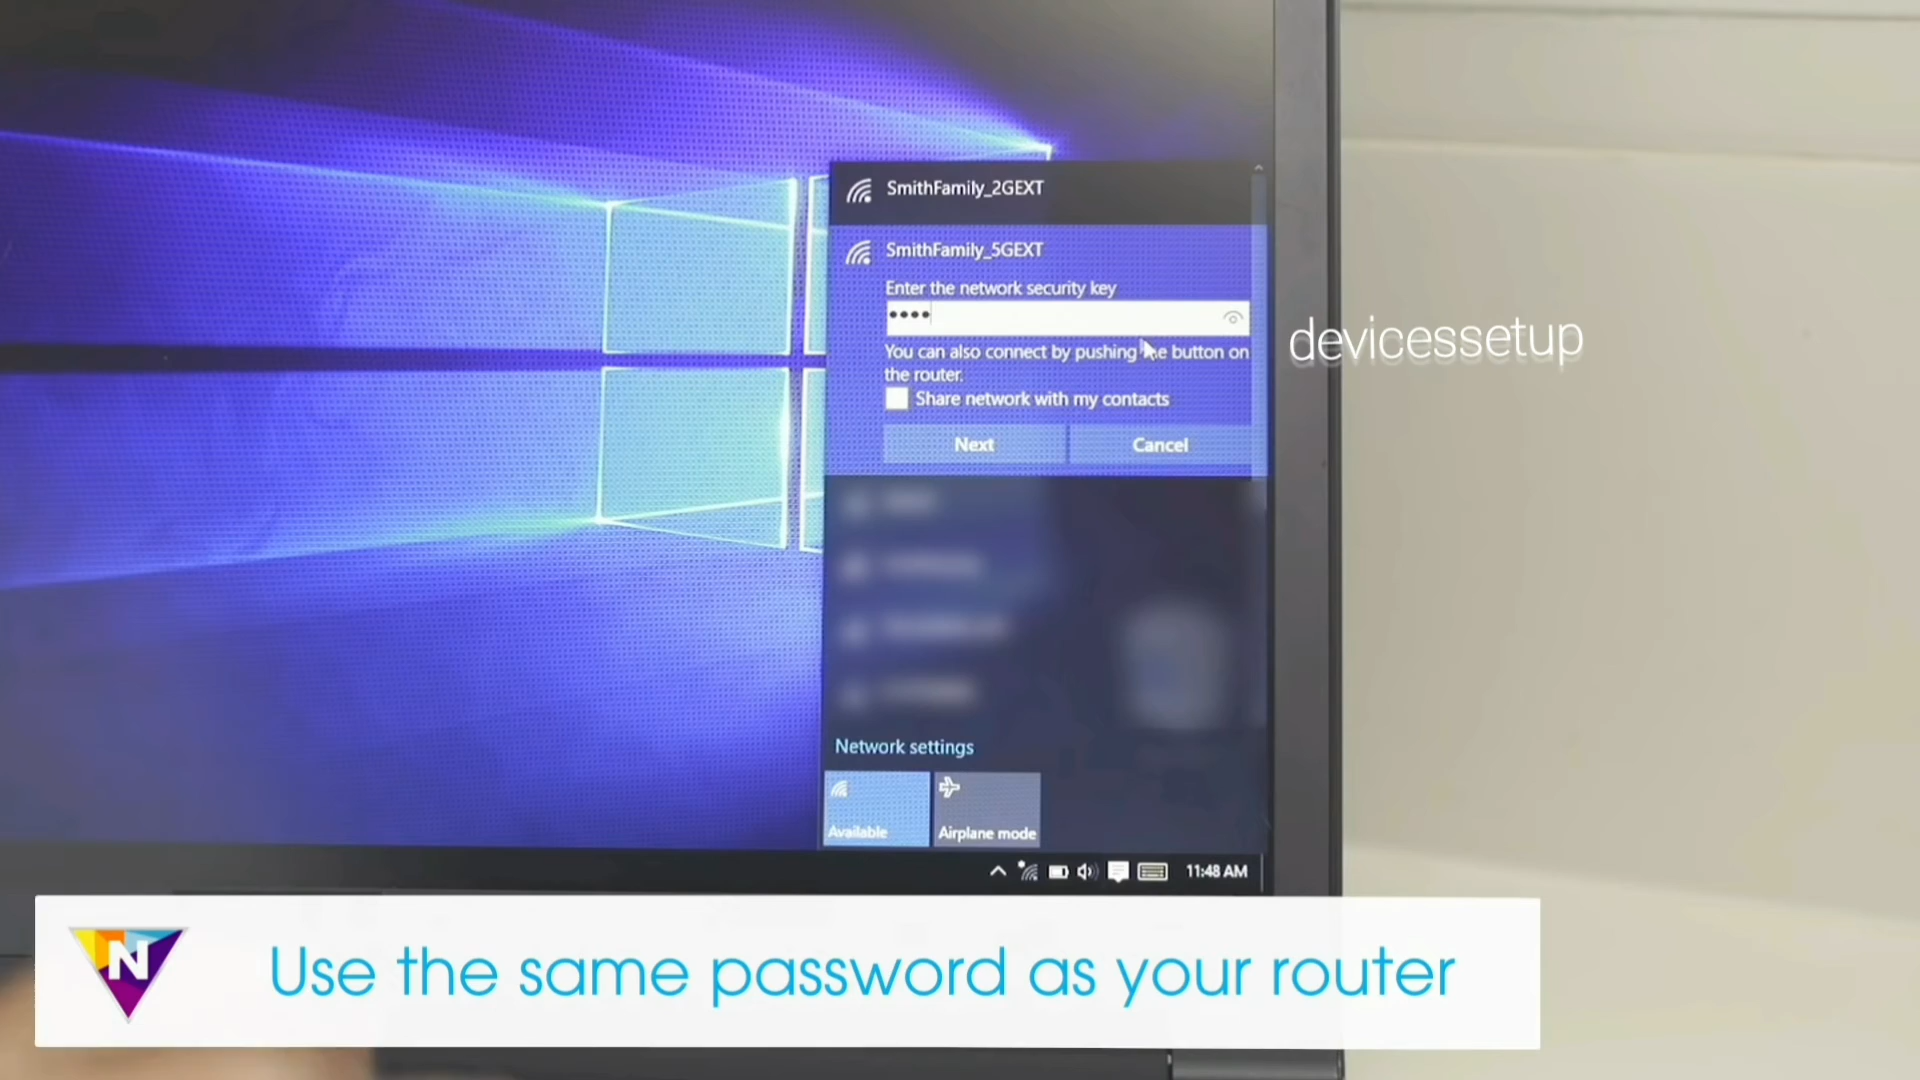 SmithFamily_2GEXT
SmithFamily_5GEXT
Enter the network security key
You can also connect by pushing the button on
the router.
Share network with my contacts
Next
Cancel
devicessetup
Network settings
Available
Airplane mode
11:48 AM
N
Use the same password as your router